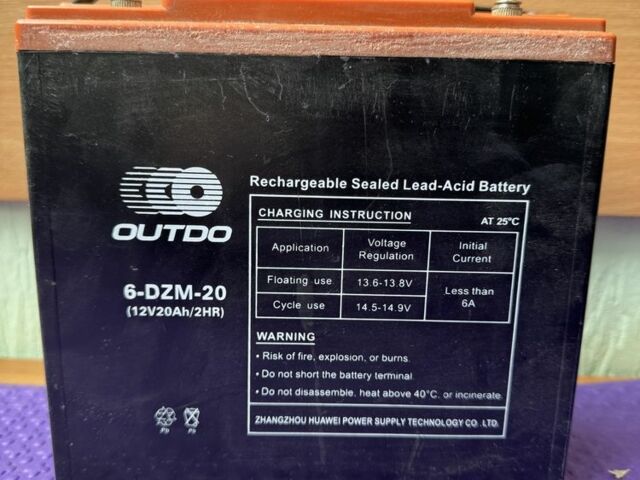 OUTDO
6-DZM-20
(12V20Ah/2HR)
Rechargeable Sealed Lead-Acid Battery
CHARGING INSTRUCTION AT 25°C
Application Voltage Regulation Initial Current
Floating use 13.6-13.8V Less than 6A
Cycle use 14.5-14.9V
WARNING
• Risk of fire, explosion, or burns.
• Do not short the battery terminal.
• Do not disassemble, heat above 40°C, or incinerate.
ZHANGZHOU HUAWEI POWER SUPPLY TECHNOLOGY CO.,LTD.
Pb Pb